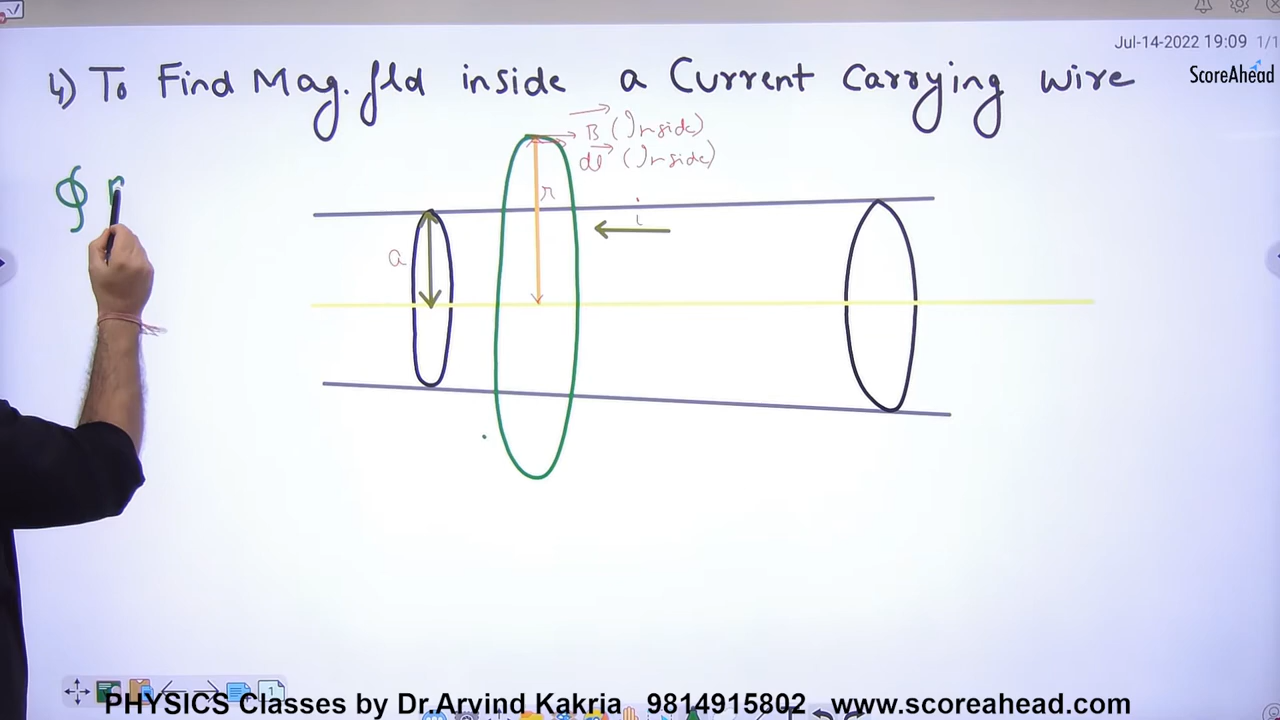 Jul-14-2022 19:09 1/1
ScoreAhead
4) To Find Mag. fld inside a Current Carrying wire
B (Inside)
dl (Inside)
r
i
a
∮
PHYSICS Classes by Dr.Arvind Kakria 9814915802 www.scoreahead.com